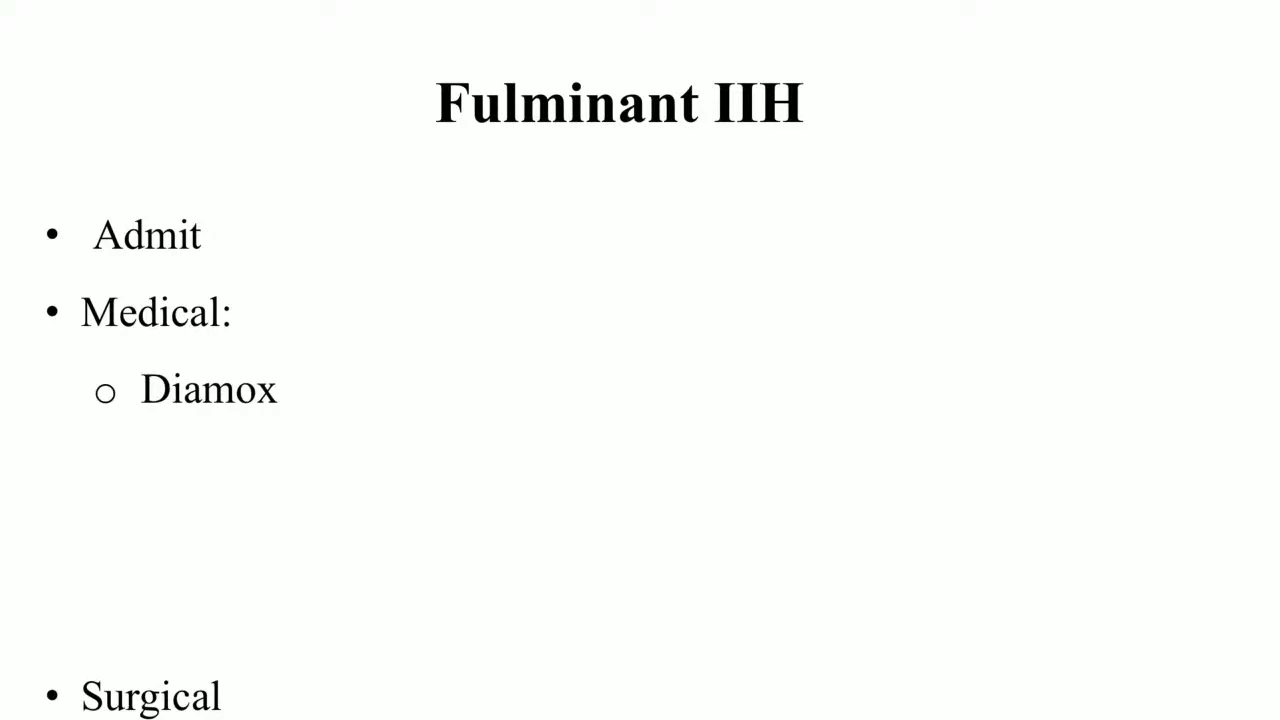 Fulminant IIH
• Admit
• Medical:
o Diamox
• Surgical